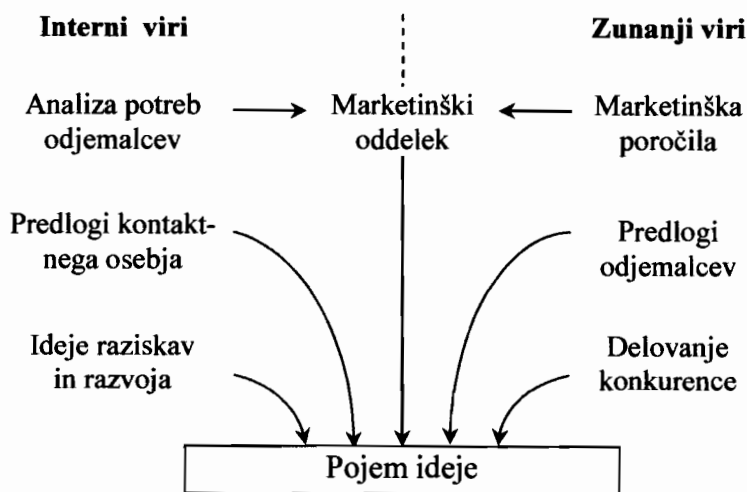 Interni viri
Zunanji viri
Analiza potreb
odjemalcev
Marketinški
oddelek
Marketinška
poročila
Predlogi kontakt-
nega osebja
Predlogi
odjemalcev
Ideje raziskav
in razvoja
Delovanje
konkurence
Pojem ideje